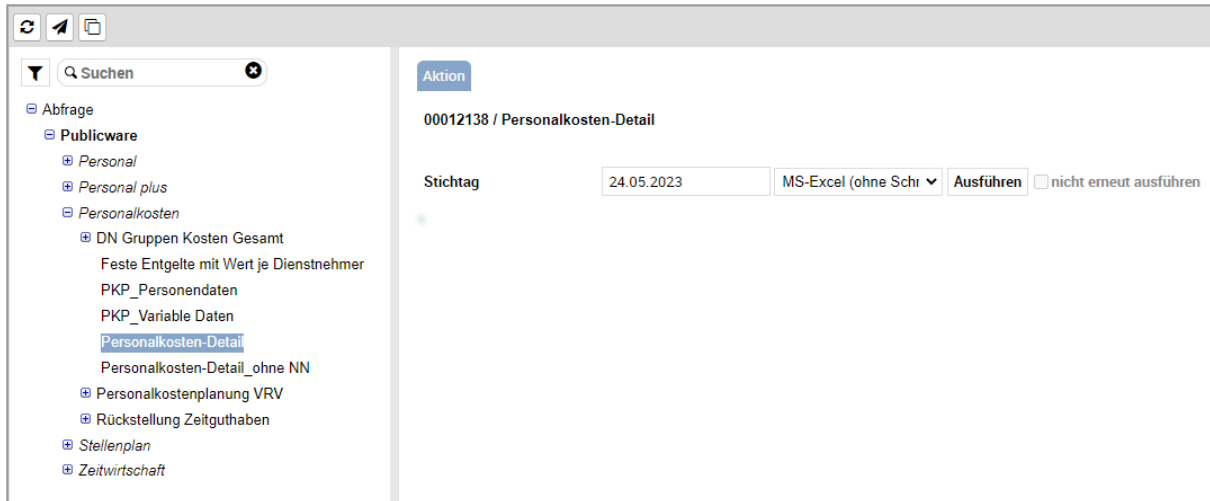 Suchen
Abfrage
Publicware
Personal
Personal plus
Personalkosten
DN Gruppen Kosten Gesamt
Feste Entgelte mit Wert je Dienstnehmer
PKP_Personendaten
PKP_Variable Daten
Personalkosten-Detail
Personalkosten-Detail_ohne NN
Personalkostenplanung VRV
Rückstellung Zeitguthaben
Stellenplan
Zeitwirtschaft
Aktion
00012138 / Personalkosten-Detail
Stichtag 24.05.2023 MS-Excel (ohne Schr Ausführen nicht erneut ausführen